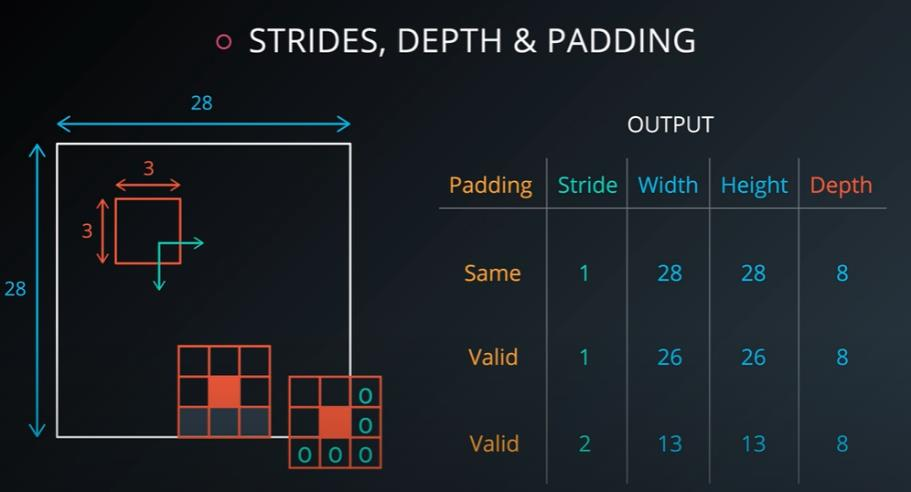 STRIDES, DEPTH & PADDING
28
OUTPUT
3
Padding Stride Width Height Depth
3
Same 1 28 28 8
28
Valid 1 26 26 8
0
0
0 0 0
Valid 2 13 13 8